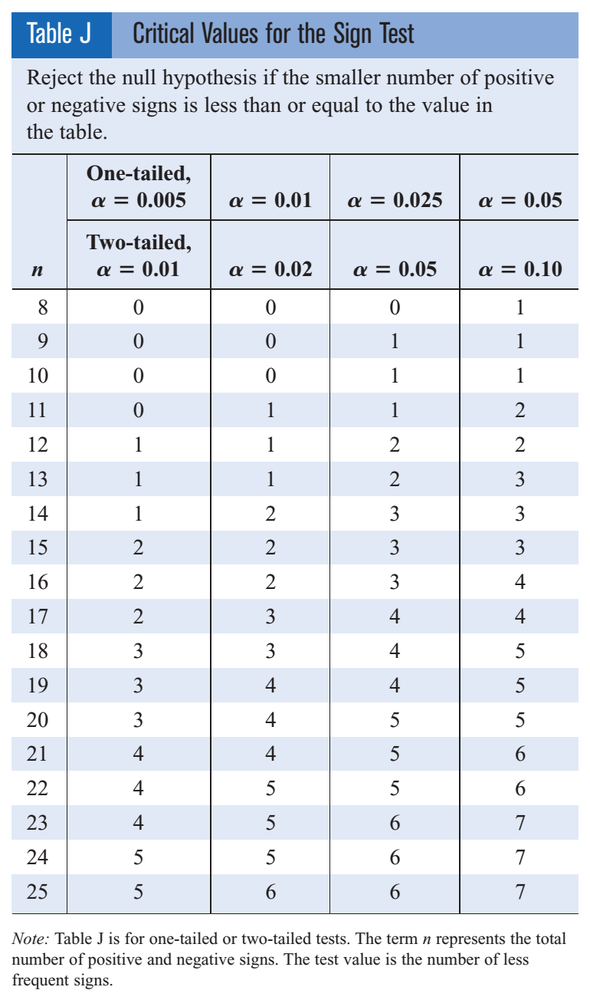 Table J Critical Values for the Sign Test
Reject the null hypothesis if the smaller number of positive
or negative signs is less than or equal to the value in
the table.
One-tailed,
α = 0.005 α = 0.01 α = 0.025 α = 0.05
Two-tailed,
n α = 0.01 α = 0.02 α = 0.05 α = 0.10
8 0 0 0 1
9 0 0 1 1
10 0 0 1 1
11 0 1 1 2
12 1 1 2 2
13 1 1 2 3
14 1 2 3 3
15 2 2 3 3
16 2 2 3 4
17 2 3 4 4
18 3 3 4 5
19 3 4 4 5
20 3 4 5 5
21 4 4 5 6
22 4 5 5 6
23 4 5 6 7
24 5 5 6 7
25 5 6 6 7
Note: Table J is for one-tailed or two-tailed tests. The term n represents the total
number of positive and negative signs. The test value is the number of less
frequent signs.